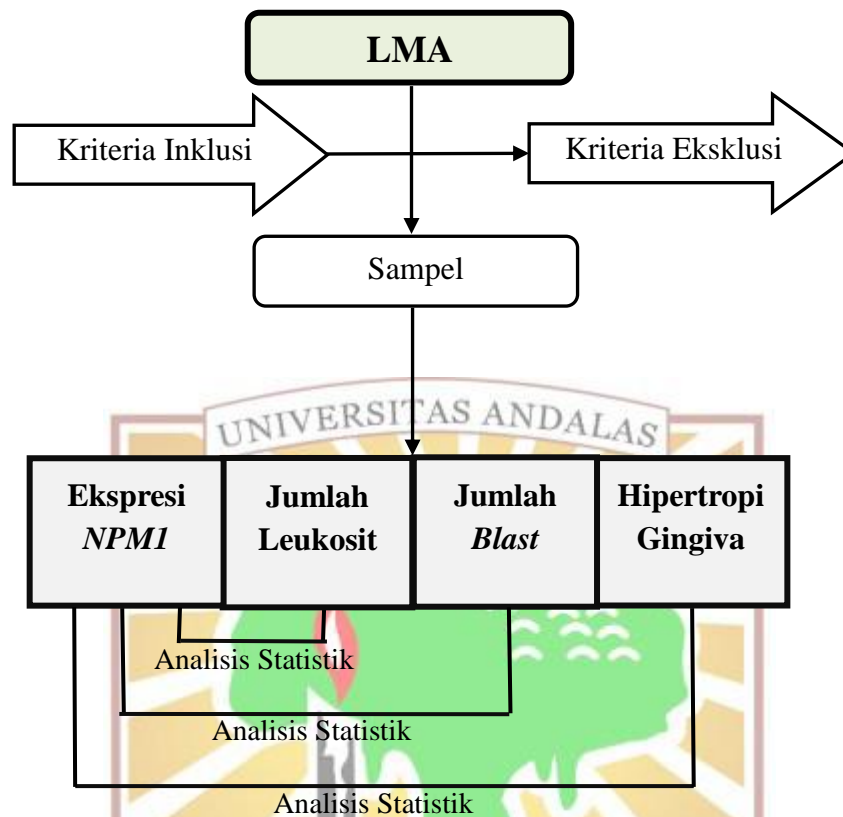 LMA
Kriteria Inklusi
Kriteria Eksklusi
Sampel
UNIVERSITAS ANDALAS
Ekspresi
NPM1
Jumlah
Leukosit
Jumlah
Blast
Hipertropi
Gingiva
Analisis Statistik
Analisis Statistik
Analisis Statistik